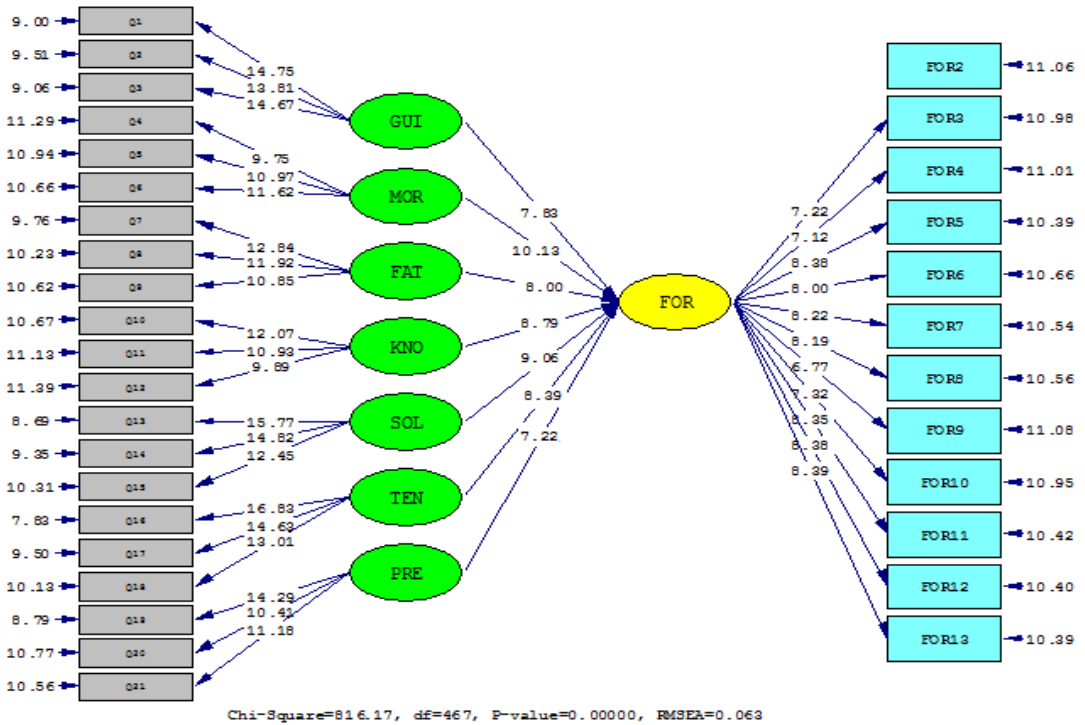 9.00 Q1
9.51 Q2
9.06 Q3
11.29 Q4
10.94 Q5
10.66 Q6
9.76 Q7
10.23 Q8
10.62 Q9
10.67 Q10
11.13 Q11
11.39 Q12
8.69 Q13
9.35 Q14
10.31 Q15
7.83 Q16
9.50 Q17
10.13 Q18
8.79 Q19
10.77 Q20
10.56 Q21
14.75
13.81
14.67
9.75
10.97
11.62
12.84
11.92
10.85
12.07
10.93
9.89
15.77
14.82
12.45
16.83
14.63
13.01
14.29
10.41
11.18
GUI
MOR
FAT
KNO
SOL
TEN
PRE
7.83
10.13
8.00
8.79
9.06
8.39
7.22
FOR
7.22
7.12
8.38
8.00
8.22
8.19
6.77
7.32
8.35
8.38
8.39
FOR2 11.06
FOR3 10.98
FOR4 11.01
FOR5 10.39
FOR6 10.66
FOR7 10.54
FOR8 10.56
FOR9 11.08
FOR10 10.95
FOR11 10.42
FOR12 10.40
FOR13 10.39
Chi-Square=816.17, df=467, P-value=0.00000, RMSEA=0.063